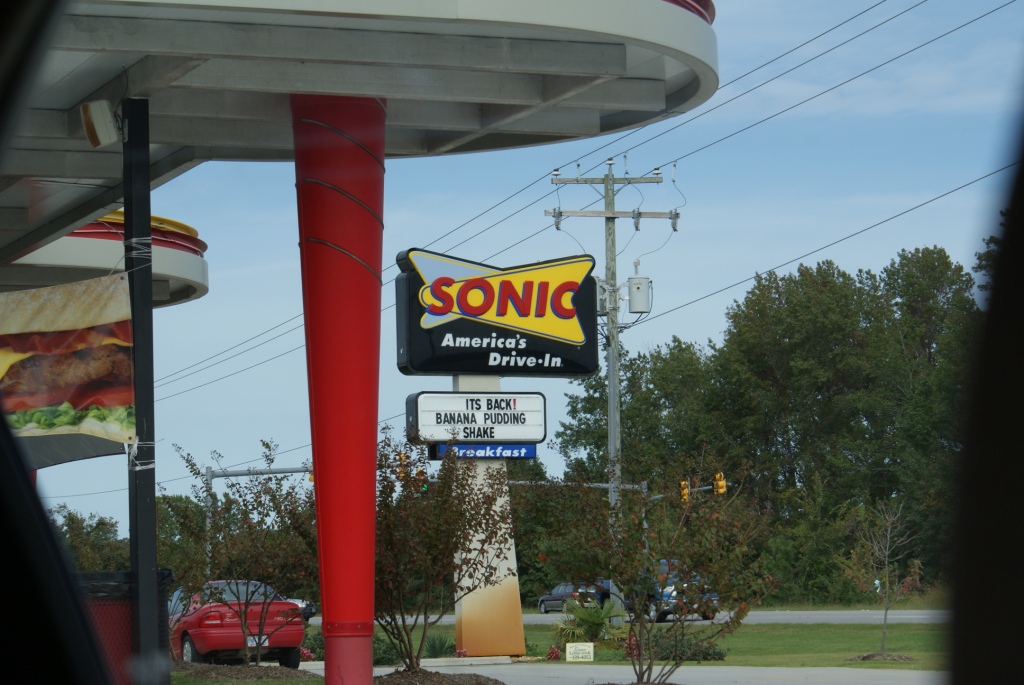 SONIC
America's
Drive-In
ITS BACK!
BANANA PUDDING
SHAKE
Breakfast